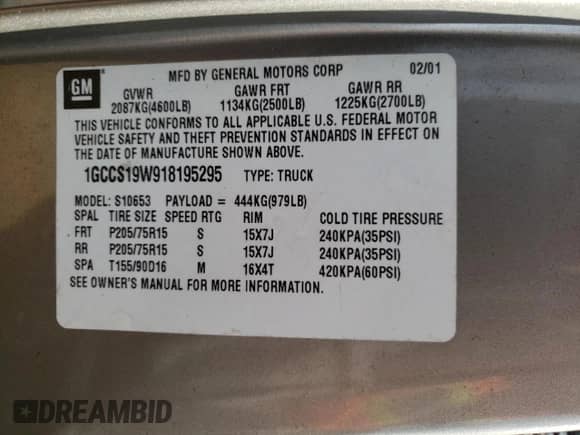 GM
MFD BY GENERAL MOTORS CORP 02/01
GVWR GAWR FRT GAWR RR
2087KG(4600LB) 1134KG(2500LB) 1225KG(2700LB)
THIS VEHICLE CONFORMS TO ALL APPLICABLE U.S. FEDERAL MOTOR
VEHICLE SAFETY AND THEFT PREVENTION STANDARDS IN EFFECT ON
THE DATE OF MANUFACTURE SHOWN ABOVE.
1GCCS19W918195295 TYPE: TRUCK
MODEL: S10653 PAYLOAD = 444KG(979LB)
SPAL TIRE SIZE SPEED RTG RIM COLD TIRE PRESSURE
FRT P205/75R15 S 15X7J 240KPA(35PSI)
RR P205/75R15 S 15X7J 240KPA(35PSI)
SPA T155/90D16 M 16X4T 420KPA(60PSI)
SEE OWNER'S MANUAL FOR MORE INFORMATION.
DREAMBID